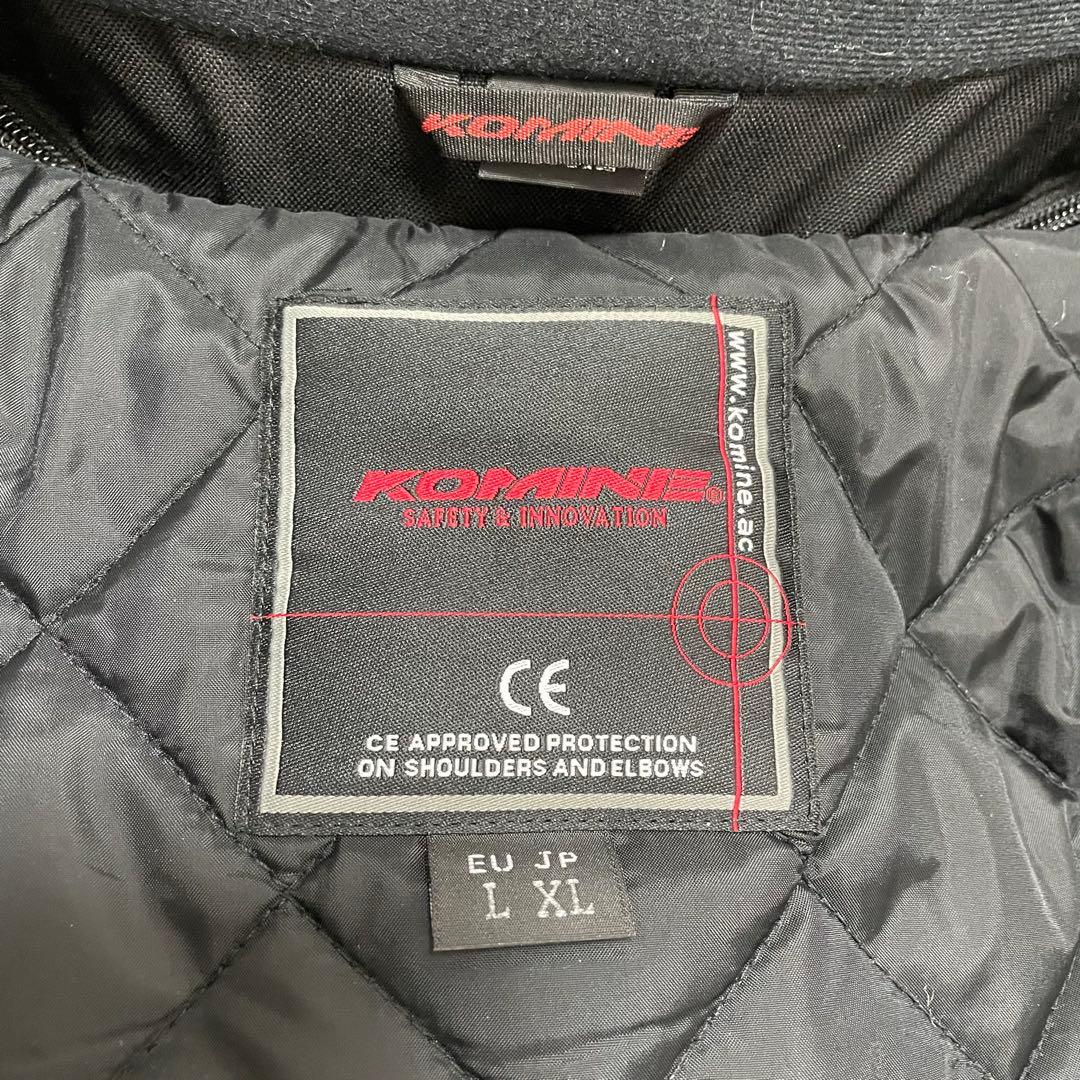 KOMINE
www.komine.ac
KOMINE®
SAFETY & INNOVATION
CE
CE APPROVED PROTECTION
ON SHOULDERS AND ELBOWS
EU JP
L XL